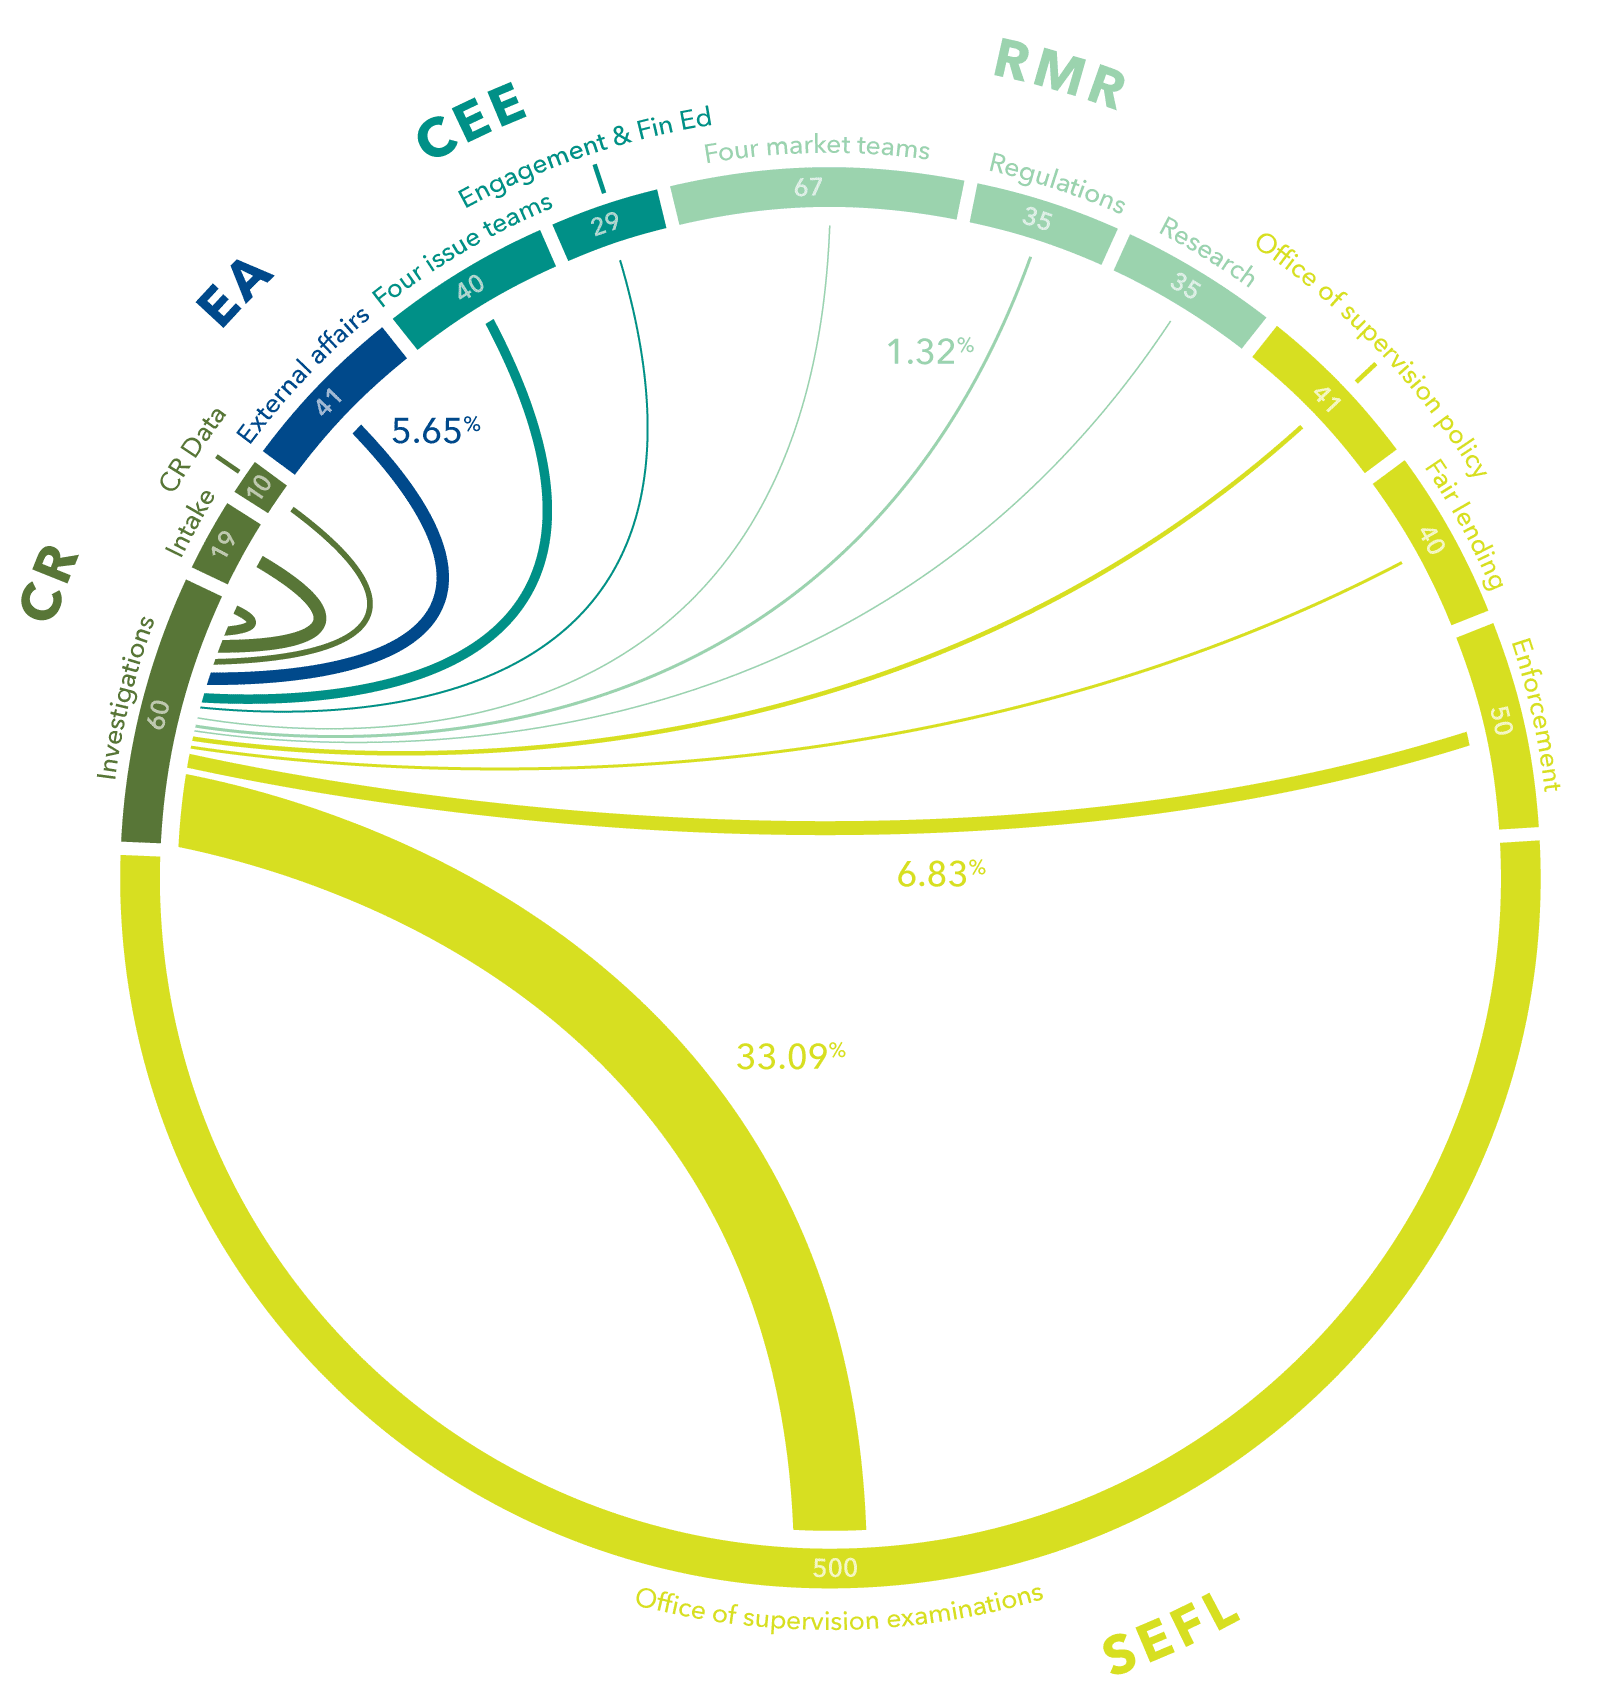 RMR
CEE
Engagement & Fin Ed
Four market teams
67
Regulations
35
Research
35
Four issue teams
29
40
Office of supervision policy
41
EA
External affairs
41
1.32%
5.65%
CR Data
10
Intake
19
Fair lending
40
CR
Investigations
60
Enforcement
50
6.83%
33.09%
500
Office of supervision examinations
SEFL